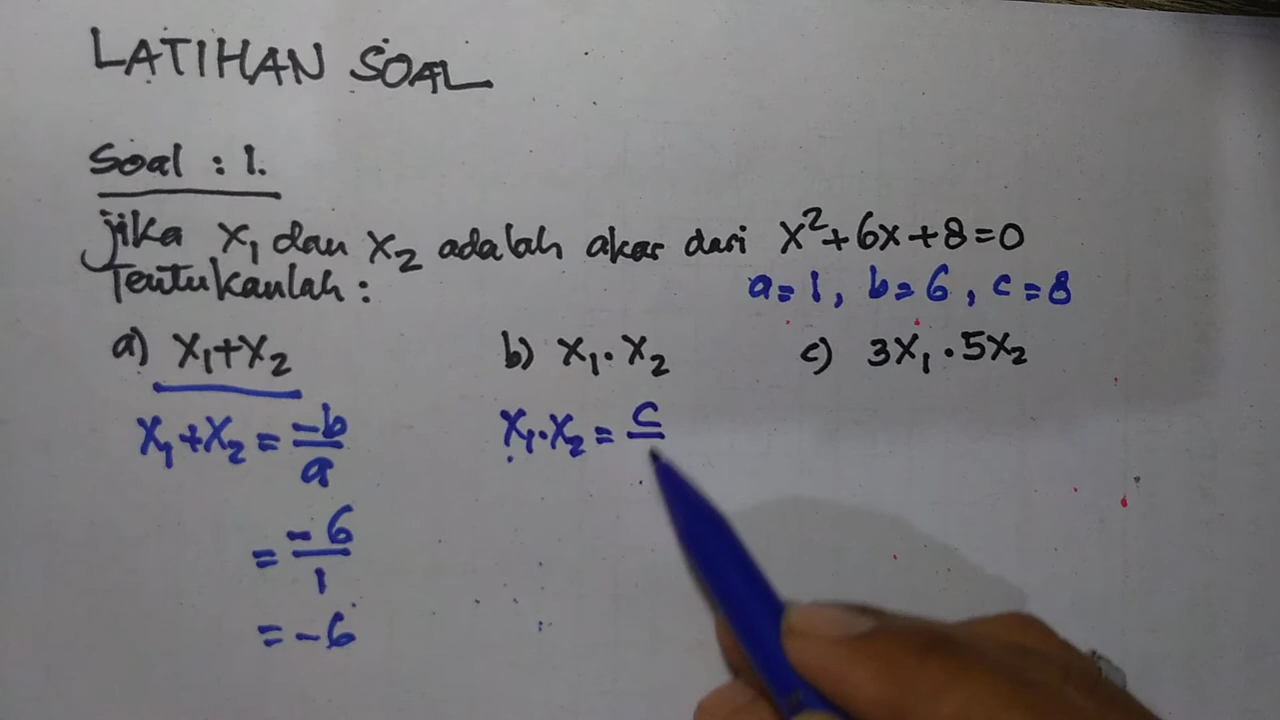 LATIHAN SOAL
Soal : 1.
jika x₁ dan x₂ adalah akar dari x²+6x+8=0
Tentukanlah :
a=1, b=6, c=8
a) x₁+x₂
b) x₁·x₂
c) 3x₁·5x₂
x₁+x₂ = -b/a
= -6/1
= -6
x₁·x₂ = c/